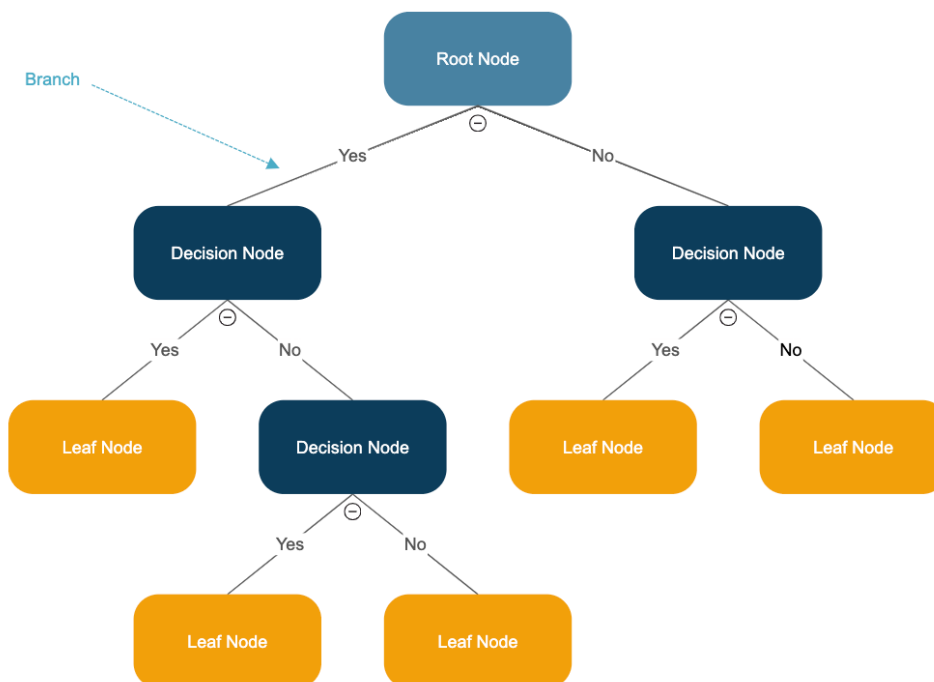 Root Node
Branch
Yes
No
Decision Node
Decision Node
Yes
No
Yes
No
Leaf Node
Decision Node
Leaf Node
Leaf Node
Yes
No
Leaf Node
Leaf Node